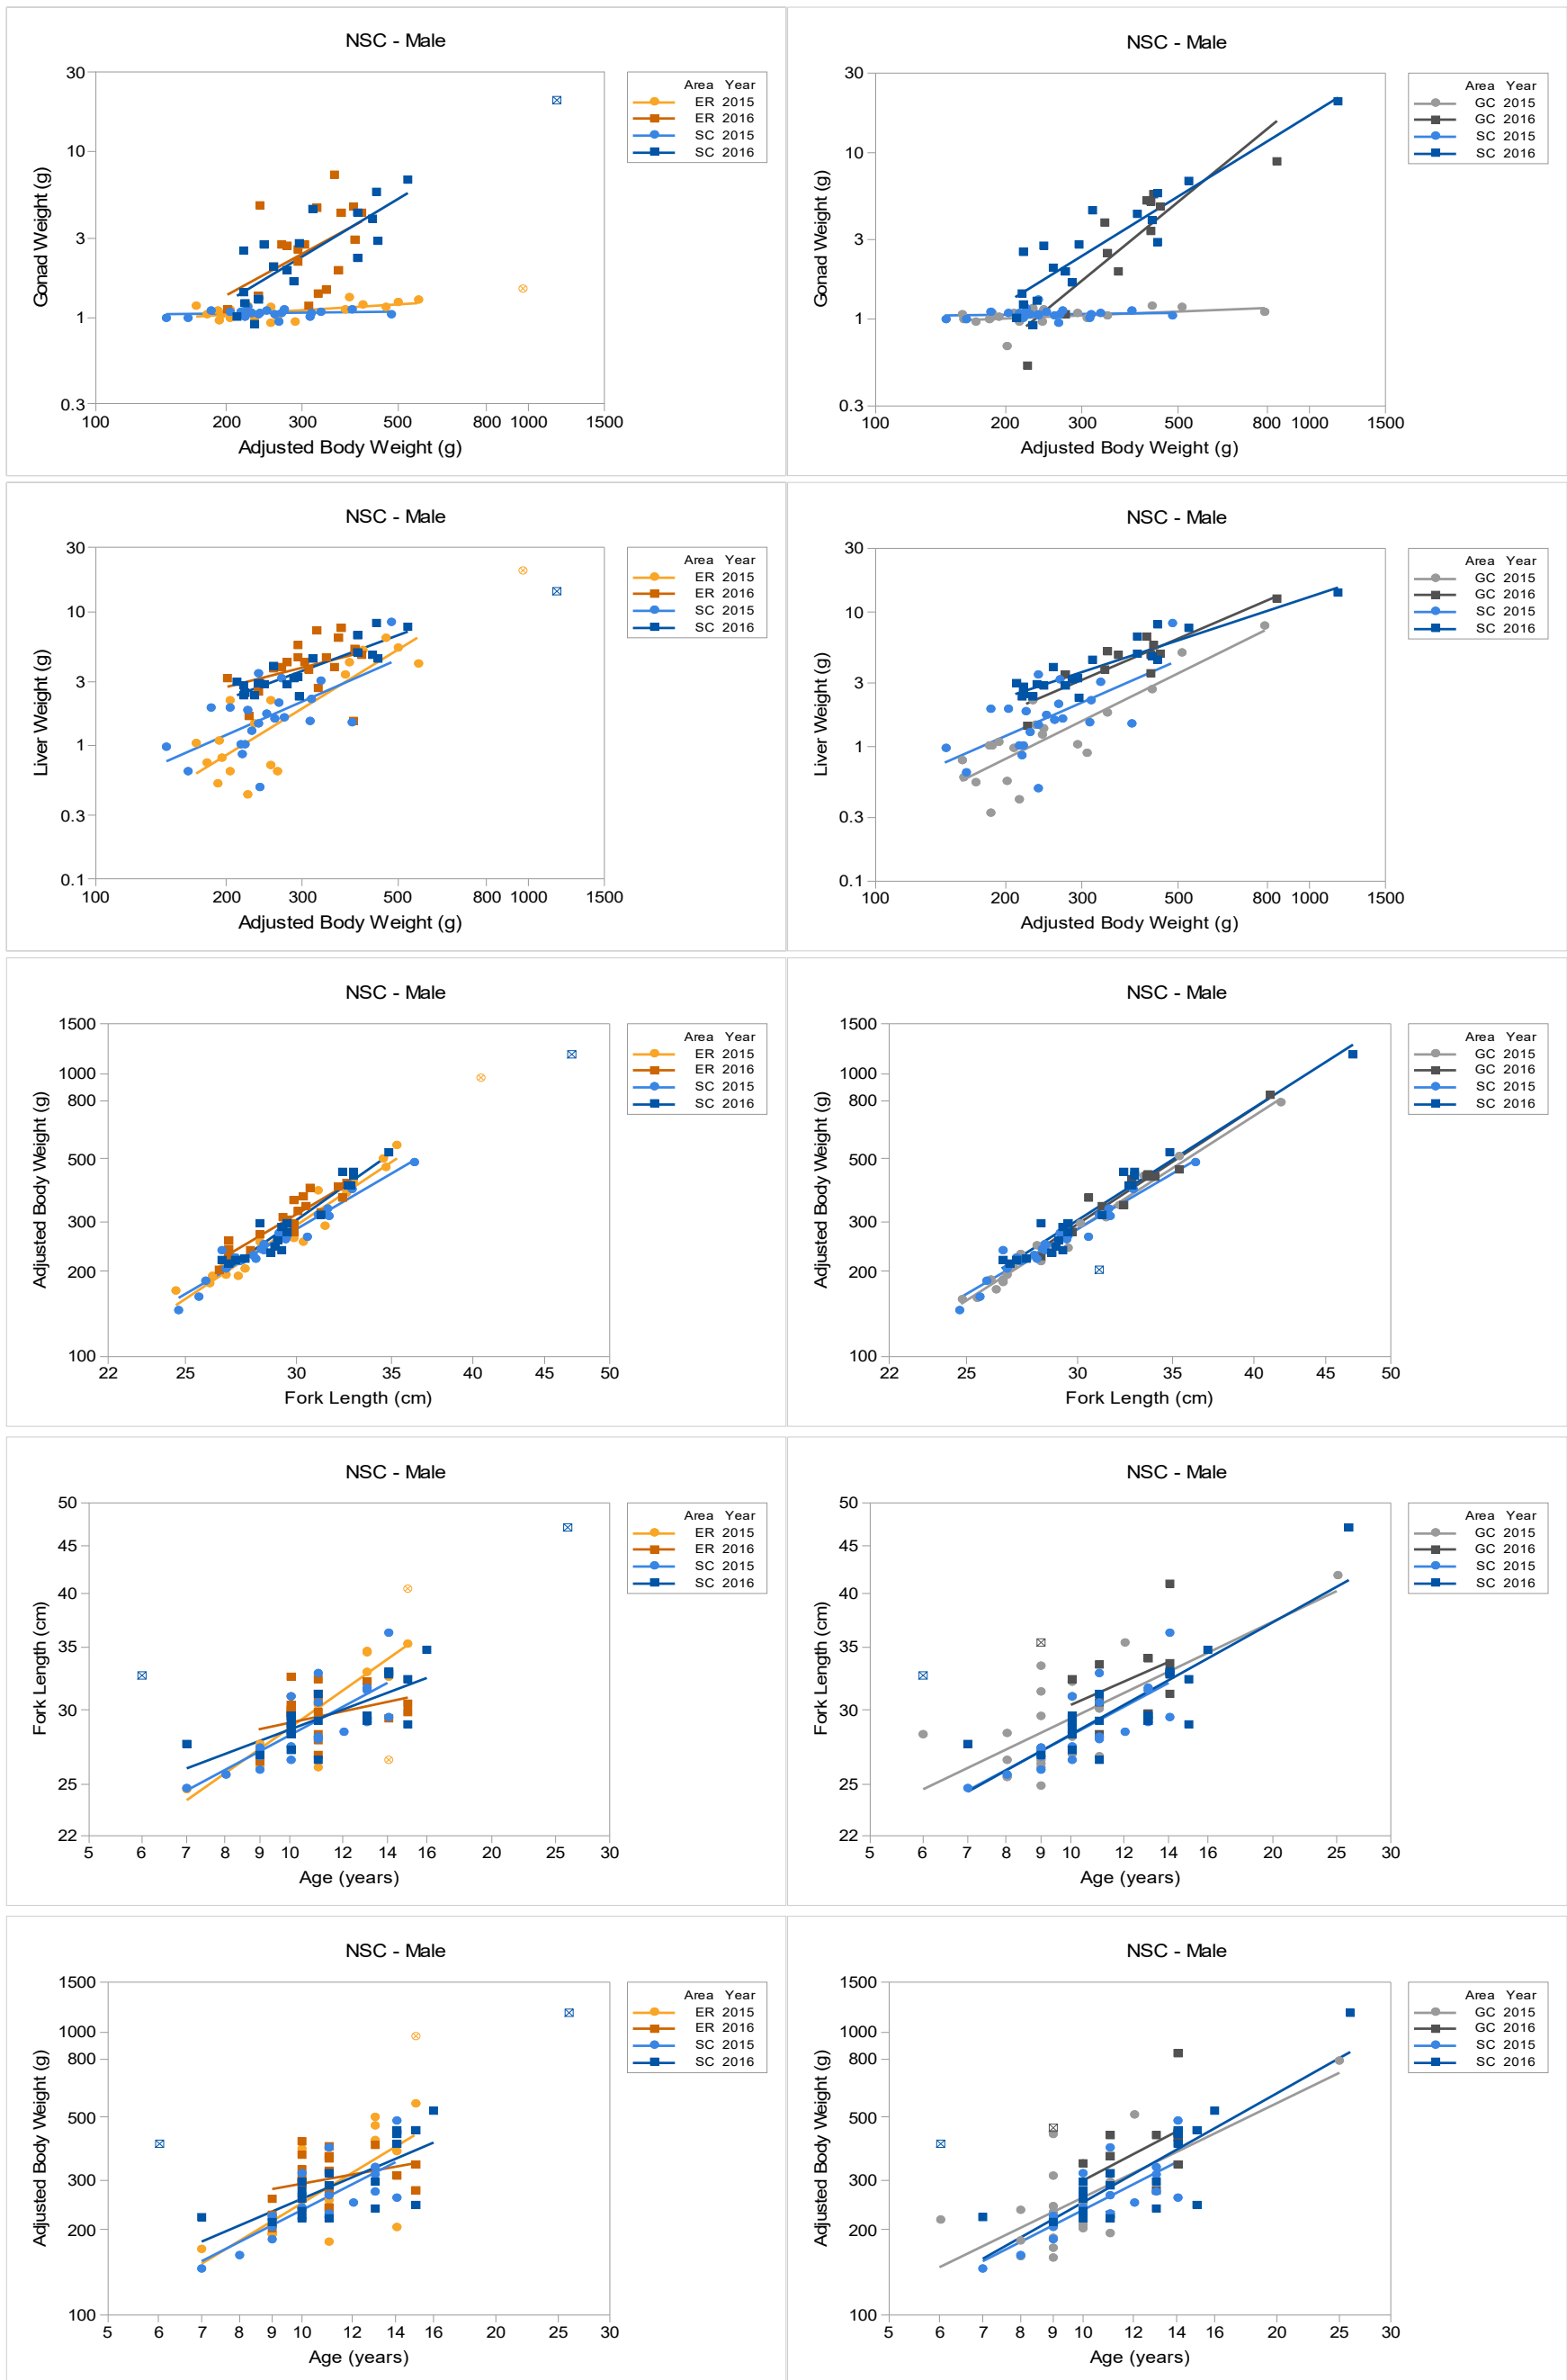 NSC - Male
Gonad Weight (g)
30
10
3
1
0.3
100 200 300 500 800 1000 1500
Adjusted Body Weight (g)
Area Year
ER 2015
ER 2016
SC 2015
SC 2016
NSC - Male
Gonad Weight (g)
30
10
3
1
0.3
100 200 300 500 800 1000 1500
Adjusted Body Weight (g)
Area Year
GC 2015
GC 2016
SC 2015
SC 2016
NSC - Male
Liver Weight (g)
30
10
3
1
0.3
0.1
100 200 300 500 800 1000 1500
Adjusted Body Weight (g)
Area Year
ER 2015
ER 2016
SC 2015
SC 2016
NSC - Male
Liver Weight (g)
30
10
3
1
0.3
0.1
100 200 300 500 800 1000 1500
Adjusted Body Weight (g)
Area Year
GC 2015
GC 2016
SC 2015
SC 2016
NSC - Male
Adjusted Body Weight (g)
1500
1000
800
500
300
200
100
22 25 30 35 40 45 50
Fork Length (cm)
Area Year
ER 2015
ER 2016
SC 2015
SC 2016
NSC - Male
Adjusted Body Weight (g)
1500
1000
800
500
300
200
100
22 25 30 35 40 45 50
Fork Length (cm)
Area Year
GC 2015
GC 2016
SC 2015
SC 2016
NSC - Male
Fork Length (cm)
50
45
40
35
30
25
22
5 6 7 8 9 10 12 14 16 20 25 30
Age (years)
Area Year
ER 2015
ER 2016
SC 2015
SC 2016
NSC - Male
Fork Length (cm)
50
45
40
35
30
25
22
5 6 7 8 9 10 12 14 16 20 25 30
Age (years)
Area Year
GC 2015
GC 2016
SC 2015
SC 2016
NSC - Male
Adjusted Body Weight (g)
1500
1000
800
500
300
200
100
5 6 7 8 9 10 12 14 16 20 25 30
Age (years)
Area Year
ER 2015
ER 2016
SC 2015
SC 2016
NSC - Male
Adjusted Body Weight (g)
1500
1000
800
500
300
200
100
5 6 7 8 9 10 12 14 16 20 25 30
Age (years)
Area Year
GC 2015
GC 2016
SC 2015
SC 2016